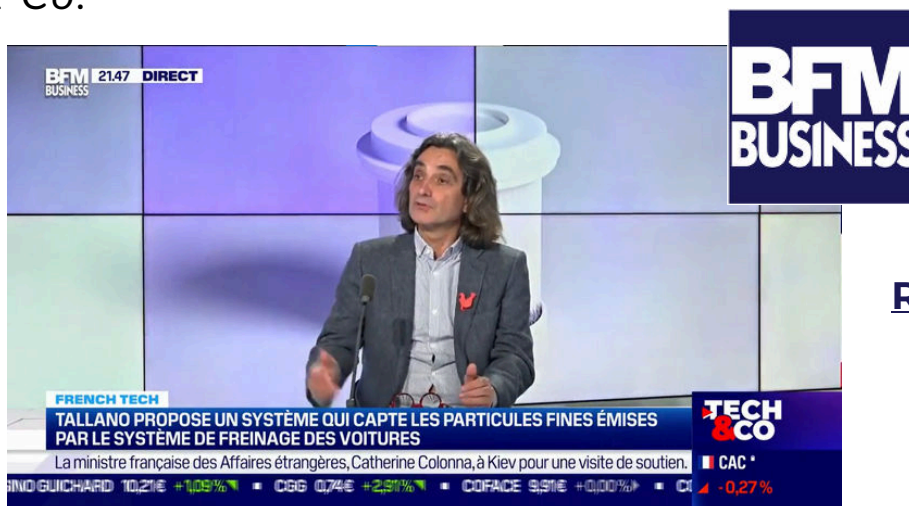 Co.
BFM
BUSINESS
21.47 DIRECT
BFM
BUSINESS
R
FRENCH TECH
TALLANO PROPOSE UN SYSTÈME QUI CAPTE LES PARTICULES FINES ÉMISES
PAR LE SYSTÈME DE FREINAGE DES VOITURES
TECH
&CO
La ministre française des Affaires étrangères, Catherine Colonna, à Kiev pour une visite de soutien.
CAC
GUICHARD 10,21€ +1,09% CGG 0,74€ +2,91% COFACE 9,91€ +0,00%
-0,27%